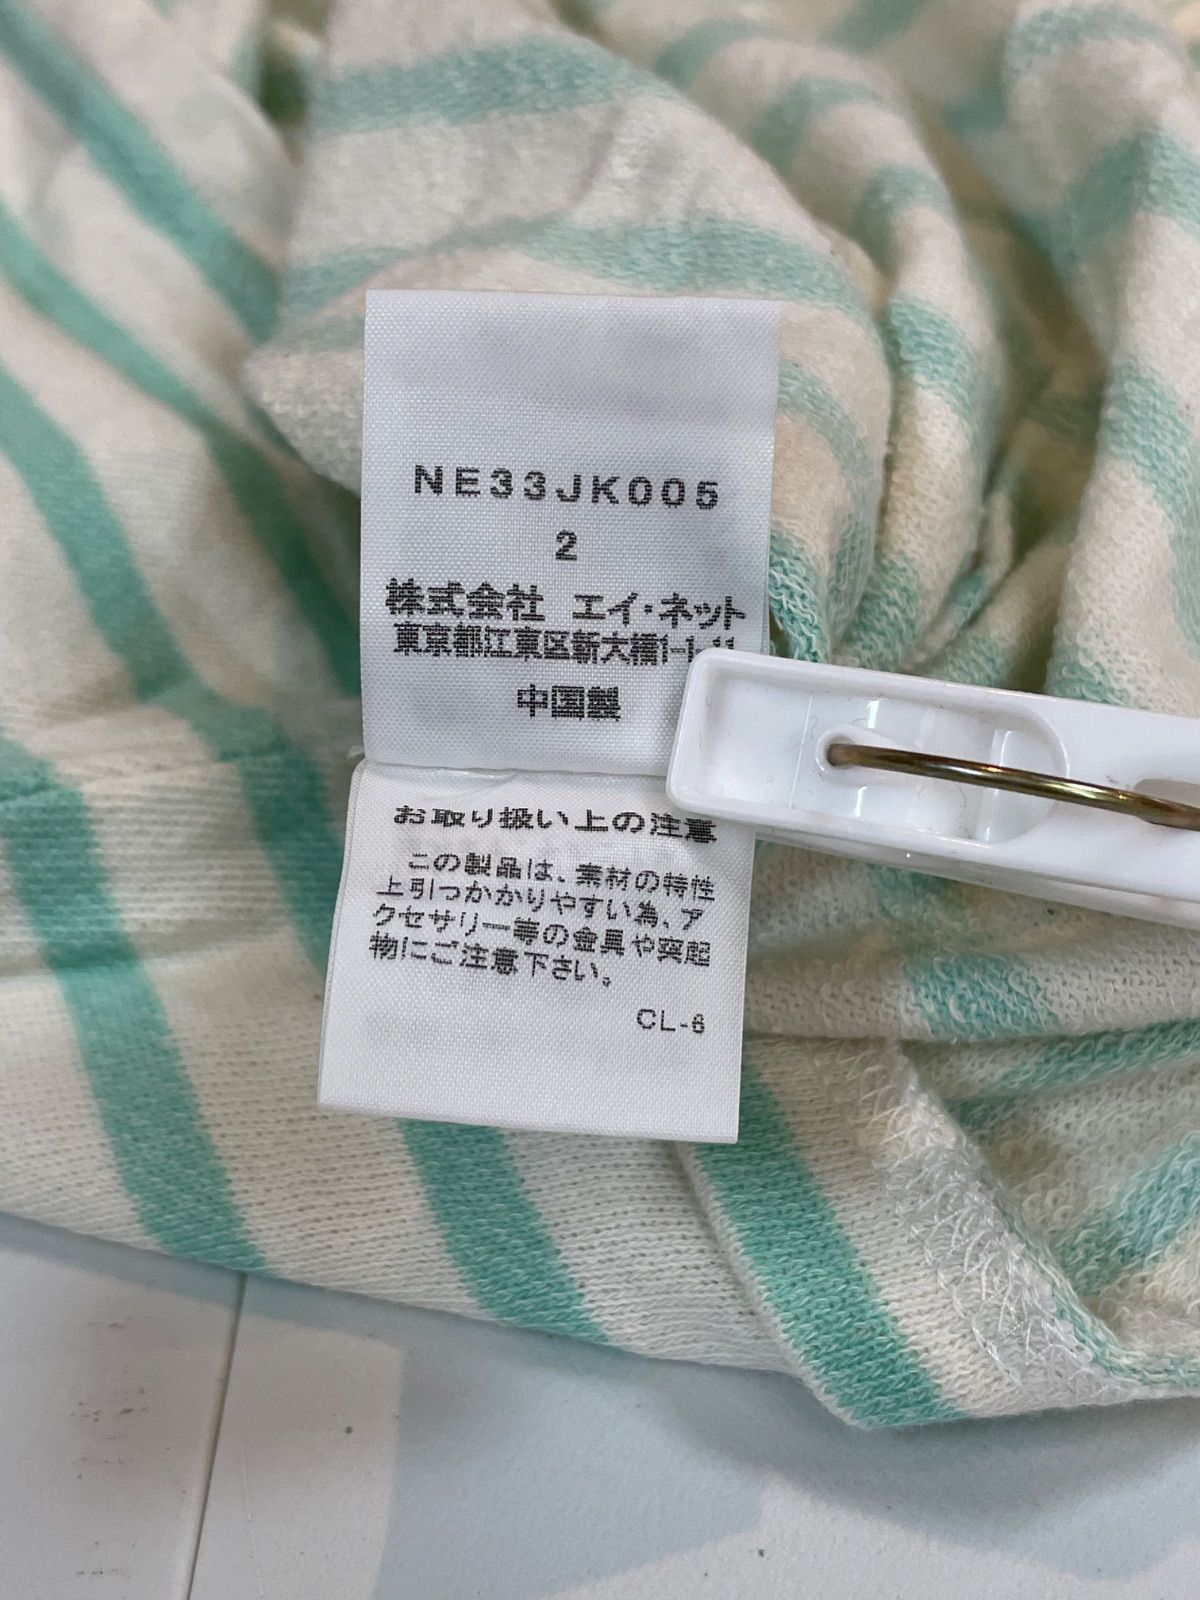 NE33JK005
2
株式会社 エイ・ネット
東京都江東区新大橋1-1-11
中国製
お取り扱い上の注意
この製品は、素材の特性
上引つかかりやすい為、ア
クセサリー等の金具や突起
物にご注意下さい。
CL-6